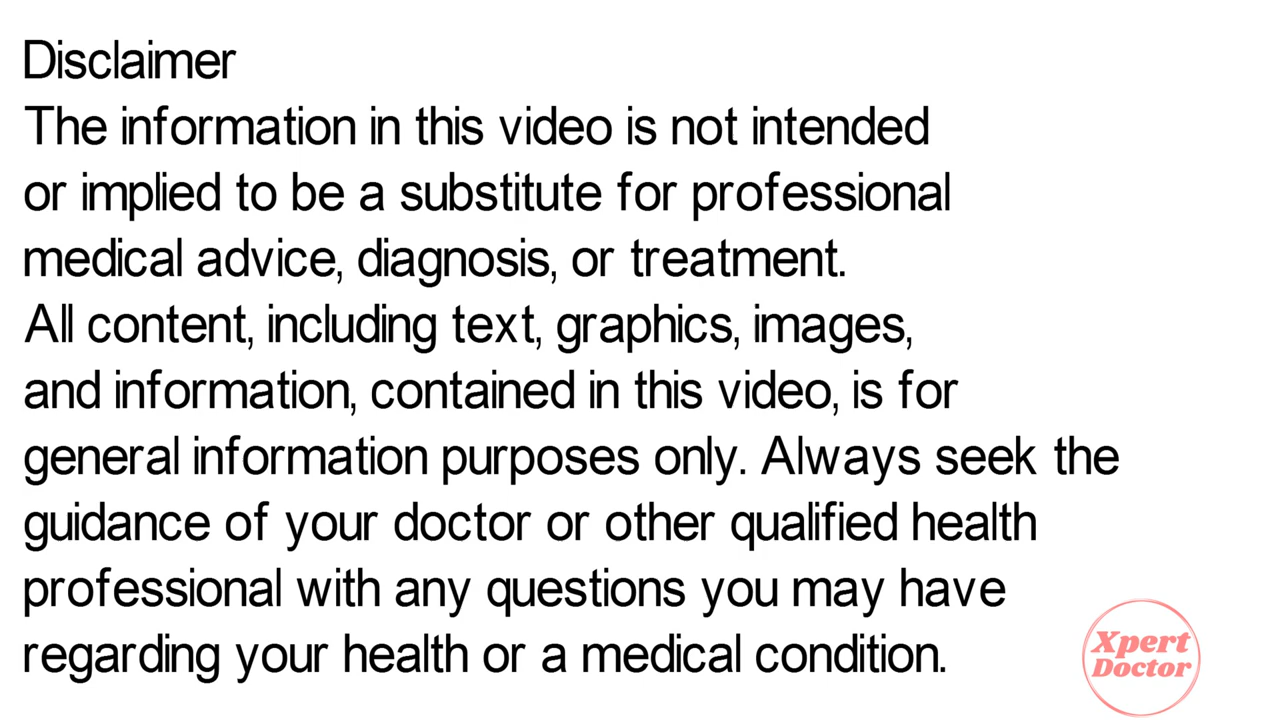 Disclaimer
The information in this video is not intended
or implied to be a substitute for professional
medical advice, diagnosis, or treatment.
All content, including text, graphics, images,
and information, contained in this video, is for
general information purposes only. Always seek the
guidance of your doctor or other qualified health
professional with any questions you may have
regarding your health or a medical condition.
Xpert
Doctor